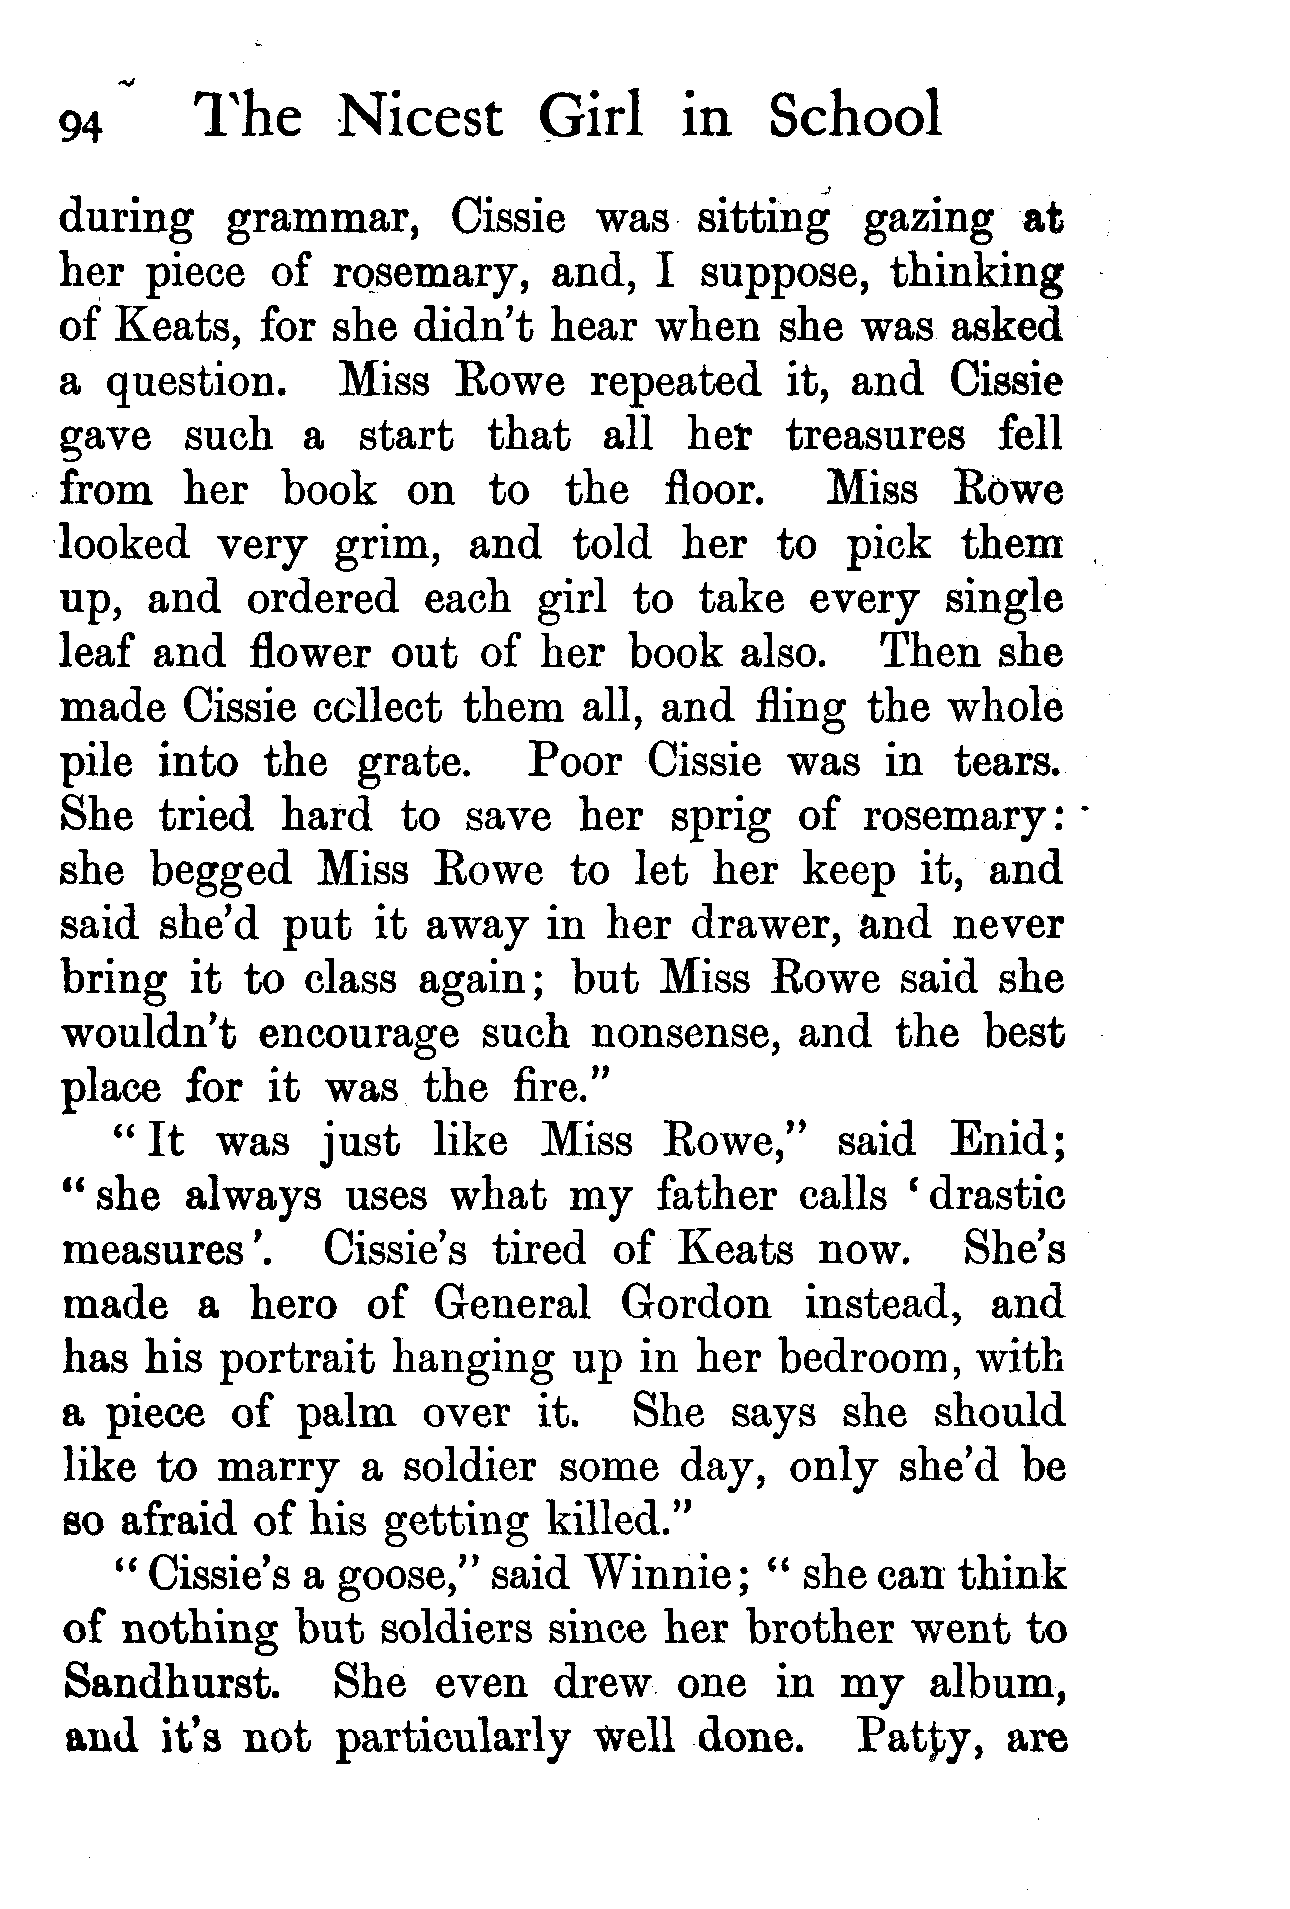 94 The Nicest Girl in School
during grammar, Cissie was sitting gazing at
her piece of rosemary, and, I suppose, thinking
of Keats, for she didn't hear when she was asked
a question. Miss Rowe repeated it, and Cissie
gave such a start that all her treasures fell
from her book on to the floor. Miss Rowe
looked very grim, and told her to pick them
up, and ordered each girl to take every single
leaf and flower out of her book also. Then she
made Cissie collect them all, and fling the whole
pile into the grate. Poor Cissie was in tears.
She tried hard to save her sprig of rosemary:
she begged Miss Rowe to let her keep it, and
said she'd put it away in her drawer, and never
bring it to class again; but Miss Rowe said she
wouldn't encourage such nonsense, and the best
place for it was the fire."
"It was just like Miss Rowe," said Enid;
"she always uses what my father calls 'drastic
measures'. Cissie's tired of Keats now. She's
made a hero of General Gordon instead, and
has his portrait hanging up in her bedroom, with
a piece of palm over it. She says she should
like to marry a soldier some day, only she'd be
so afraid of his getting killed."
"Cissie's a goose," said Winnie; "she can think
of nothing but soldiers since her brother went to
Sandhurst. She even drew one in my album,
and it's not particularly well done. Patty, are